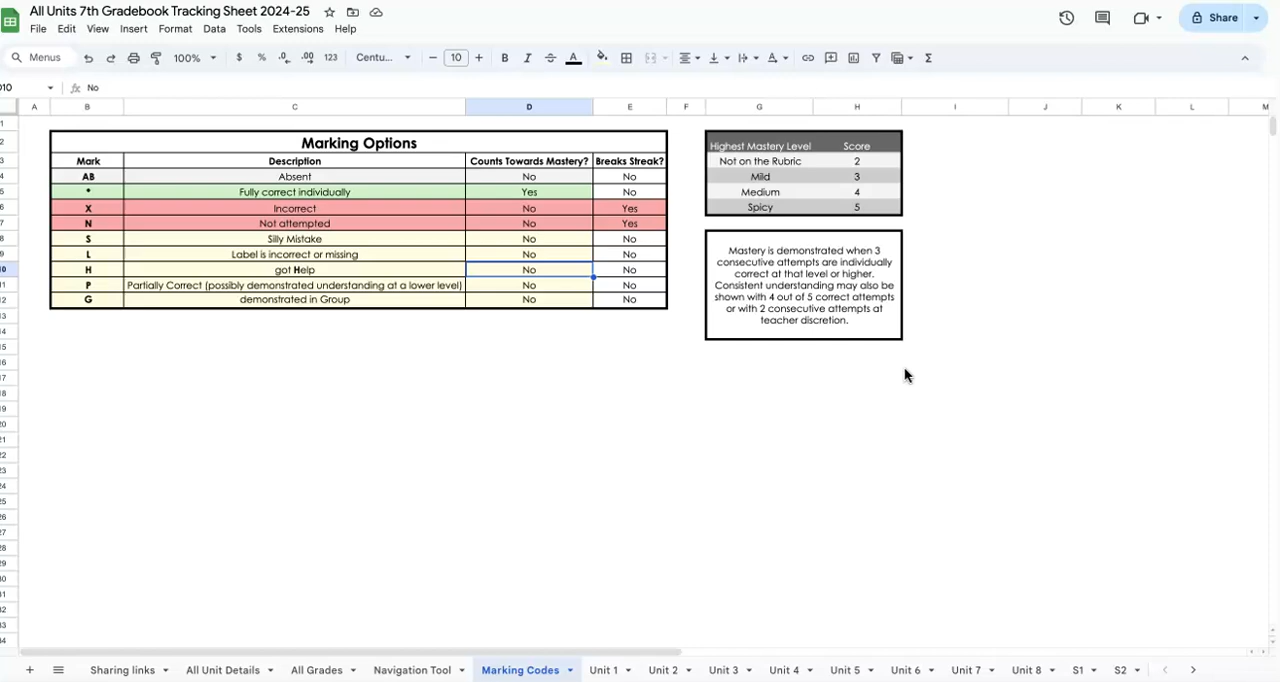 All Units 7th Gradebook Tracking Sheet 2024-25
File Edit View Insert Format Data Tools Extensions Help
Share
Menus 100% $ % .0 .00 123 Centu... 10 B I A Σ
fx No
A B C D E F G H I J K L M
Marking Options
Mark Description Counts Towards Mastery? Breaks Streak?
AB Absent No No
* Fully correct individually Yes No
X Incorrect No Yes
N Not attempted No Yes
S Silly Mistake No No
L Label is incorrect or missing No No
H got Help No No
P Partially Correct (possibly demonstrated understanding at a lower level) No No
G demonstrated in Group No No
Highest Mastery Level Score
Not on the Rubric 2
Mild 3
Medium 4
Spicy 5
Mastery is demonstrated when 3
consecutive attempts are individually
correct at that level or higher.
Consistent understanding may also be
shown with 4 out of 5 correct attempts
or with 2 consecutive attempts at
teacher discretion.
Sharing links All Unit Details All Grades Navigation Tool Marking Codes Unit 1 Unit 2 Unit 3 Unit 4 Unit 5 Unit 6 Unit 7 Unit 8 S1 S2